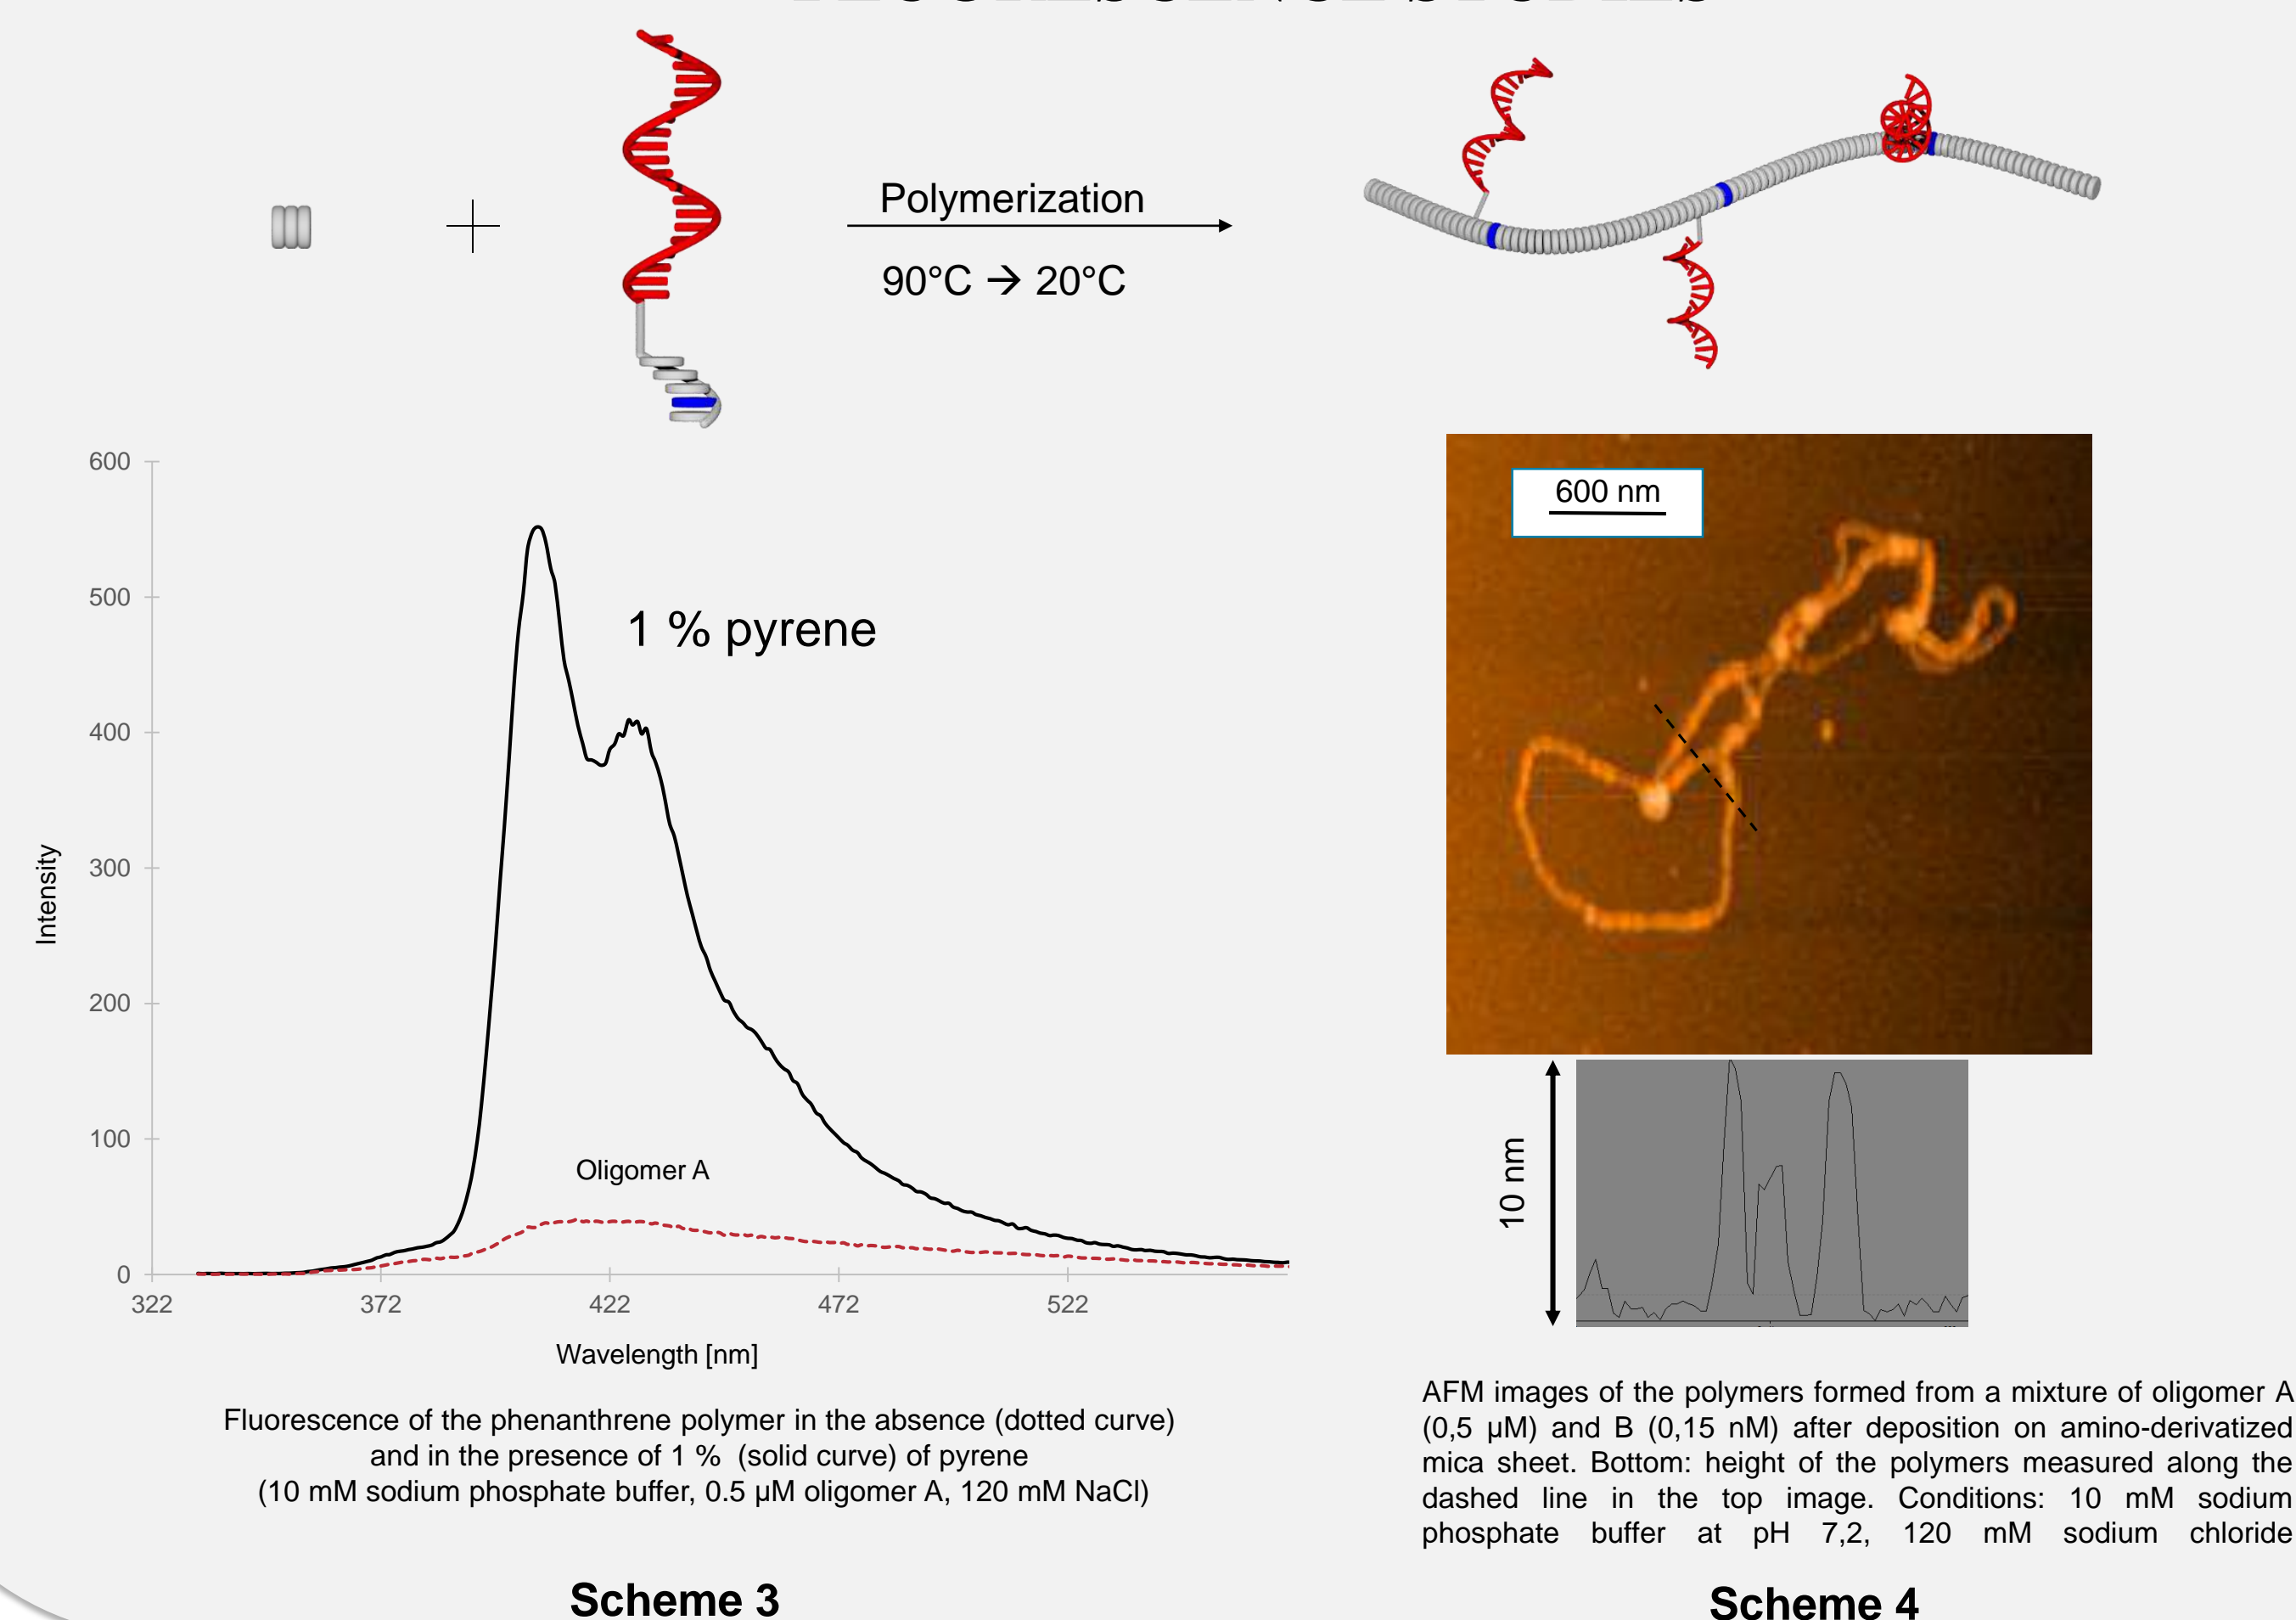 Polymerization
90°C → 20°C
600
500
400
300
200
100
0
322
372
422
472
522
Intensity
Wavelength [nm]
1 % pyrene
Oligomer A
600 nm
10 nm
Fluorescence of the phenanthrene polymer in the absence (dotted curve)
and in the presence of 1 % (solid curve) of pyrene
(10 mM sodium phosphate buffer, 0.5 µM oligomer A, 120 mM NaCl)
Scheme 3
AFM images of the polymers formed from a mixture of oligomer A
(0,5 µM) and B (0,15 nM) after deposition on amino-derivatized
mica sheet. Bottom: height of the polymers measured along the
dashed line in the top image. Conditions: 10 mM sodium
phosphate buffer at pH 7,2, 120 mM sodium chloride
Scheme 4